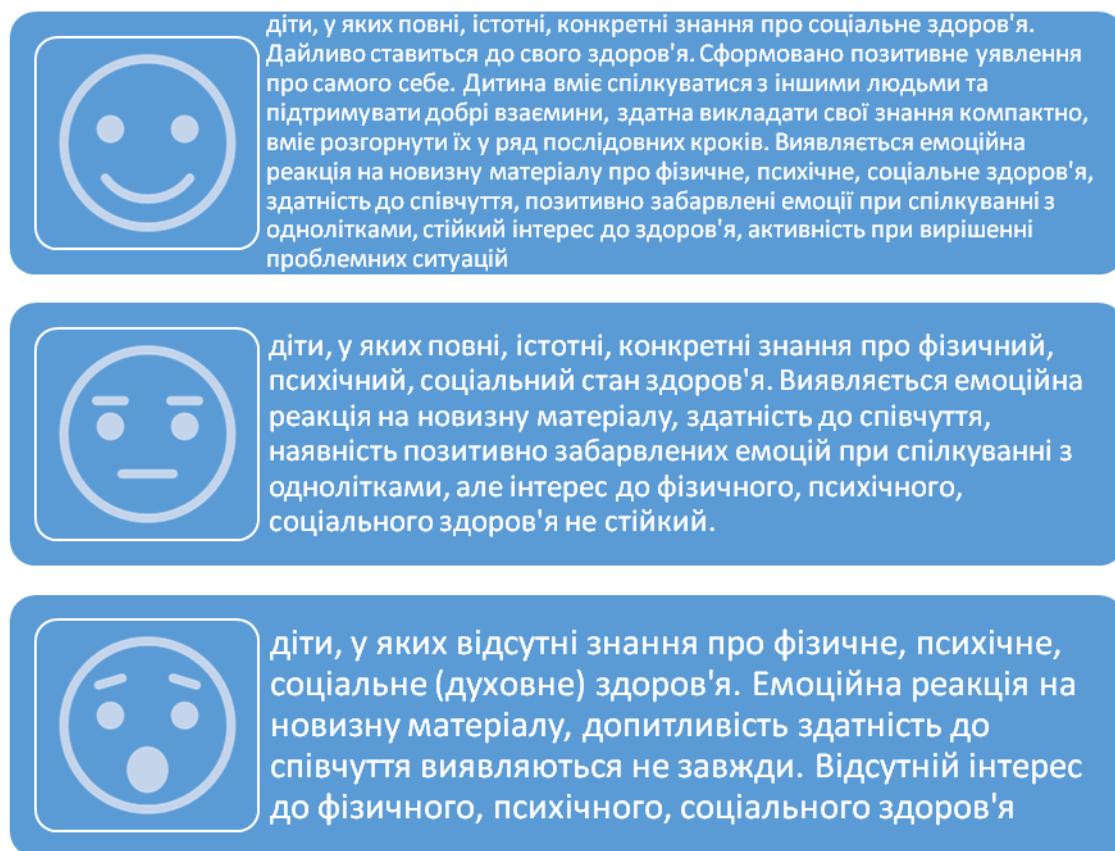 діти, у яких повні, істотні, конкретні знання про соціальне здоров'я.
Дайливо ставиться до свого здоров'я. Сформовано позитивне уявлення
про самого себе. Дитина вміє спілкуватися з іншими людьми та
підтримувати добрі взаємини, здатна викладати свої знання компактно,
вміє розгорнути їх у ряд послідовних кроків. Виявляється емоційна
реакція на новизну матеріалу про фізичне, психічне, соціальне здоров'я,
здатність до співчуття, позитивно забарвлені емоції при спілкуванні з
однолітками, стійкий інтерес до здоров'я, активність при вирішенні
проблемних ситуацій
діти, у яких повні, істотні, конкретні знання про фізичний,
психічний, соціальний стан здоров'я. Виявляється емоційна
реакція на новизну матеріалу, здатність до співчуття,
наявність позитивно забарвлених емоцій при спілкуванні з
однолітками, але інтерес до фізичного, психічного,
соціального здоров'я не стійкий.
діти, у яких відсутні знання про фізичне, психічне,
соціальне (духовне) здоров'я. Емоційна реакція на
новизну матеріалу, допитливість здатність до
співчуття виявляються не завжди. Відсутній інтерес
до фізичного, психічного, соціального здоров'я